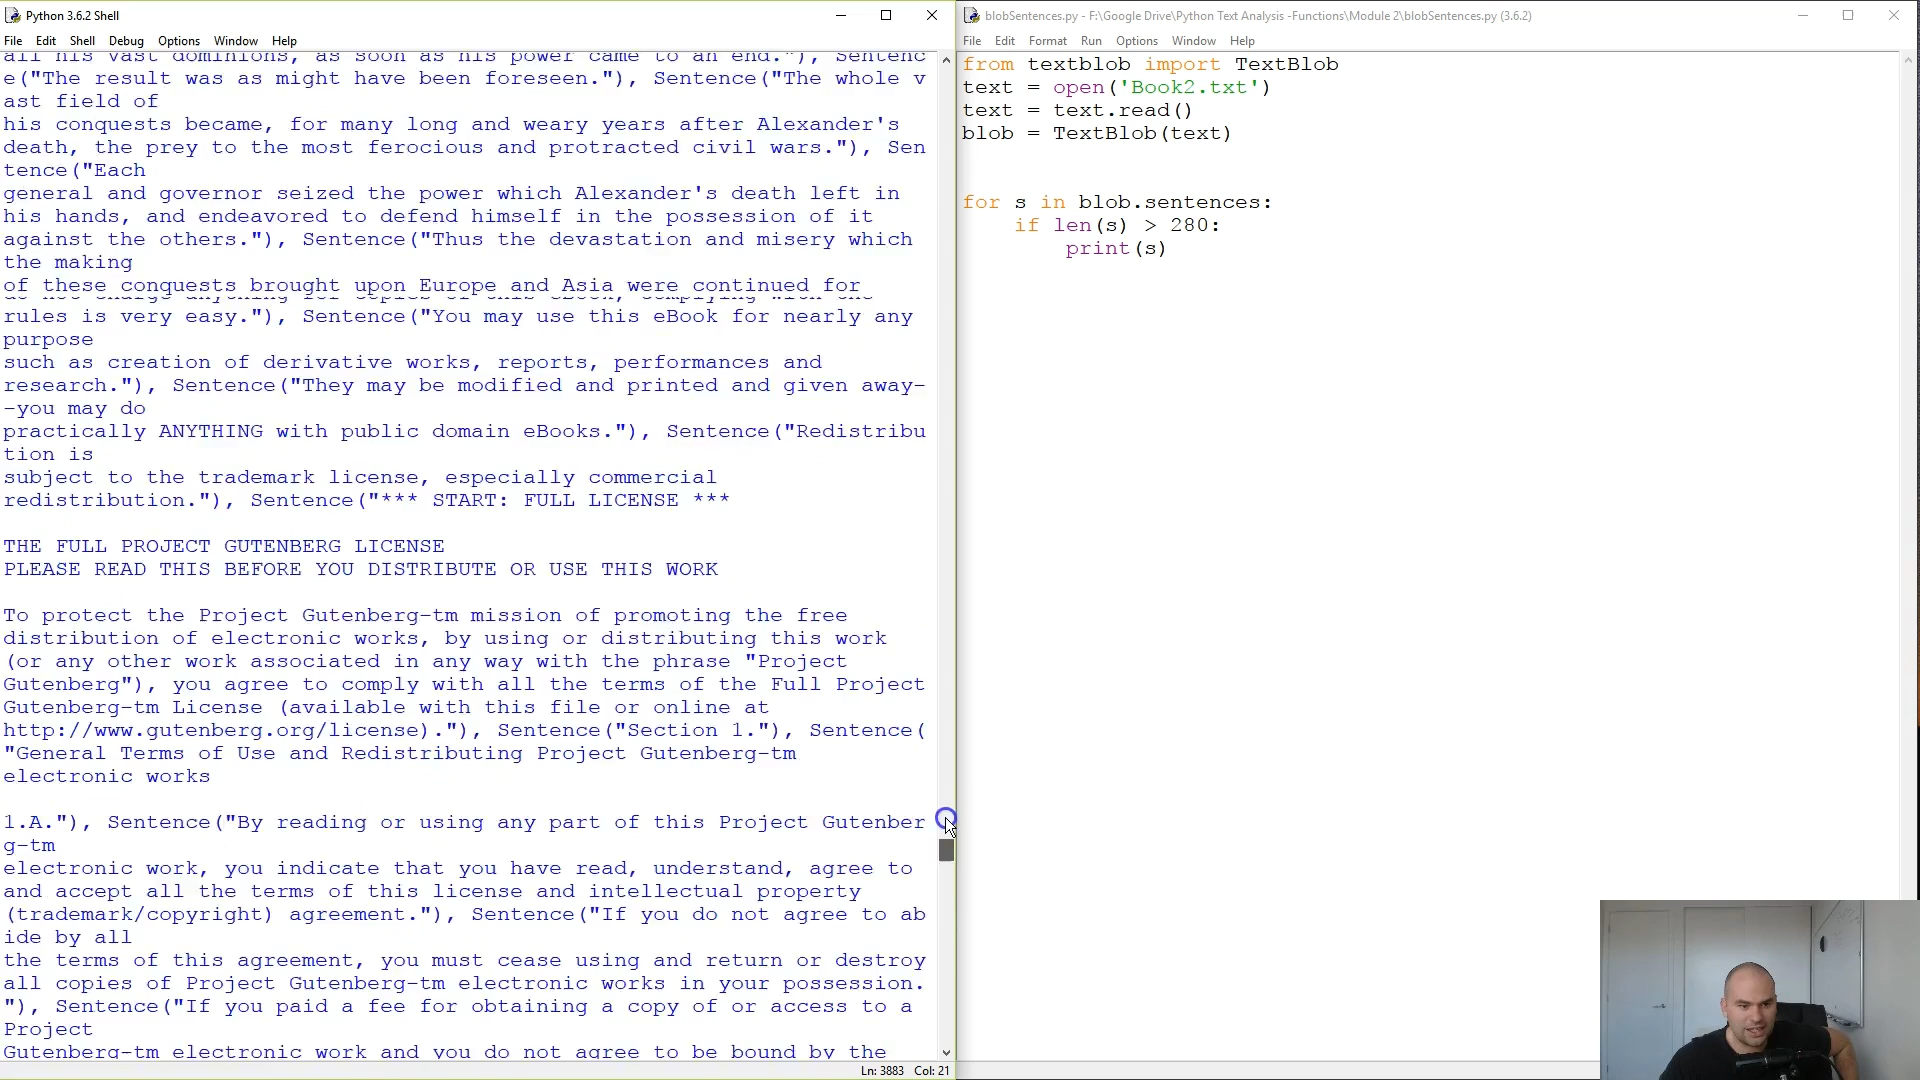 Python 3.6.2 Shell
File Edit Shell Debug Options Window Help
all his vast dominions, as soon as his power came to an end."), Sentenc
e("The result was as might have been foreseen."), Sentence("The whole v
ast field of
his conquests became, for many long and weary years after Alexander's
death, the prey to the most ferocious and protracted civil wars."), Sen
tence("Each
general and governor seized the power which Alexander's death left in
his hands, and endeavored to defend himself in the possession of it
against the others."), Sentence("Thus the devastation and misery which
the making
of these conquests brought upon Europe and Asia were continued for
rules is very easy."), Sentence("You may use this eBook for nearly any
purpose
such as creation of derivative works, reports, performances and
research."), Sentence("They may be modified and printed and given away-
-you may do
practically ANYTHING with public domain eBooks."), Sentence("Redistribu
tion is
subject to the trademark license, especially commercial
redistribution."), Sentence("*** START: FULL LICENSE ***
THE FULL PROJECT GUTENBERG LICENSE
PLEASE READ THIS BEFORE YOU DISTRIBUTE OR USE THIS WORK
To protect the Project Gutenberg-tm mission of promoting the free
distribution of electronic works, by using or distributing this work
(or any other work associated in any way with the phrase "Project
Gutenberg"), you agree to comply with all the terms of the Full Project
Gutenberg-tm License (available with this file or online at
http://www.gutenberg.org/license)."), Sentence("Section 1."), Sentence(
"General Terms of Use and Redistributing Project Gutenberg-tm
electronic works
1.A."), Sentence("By reading or using any part of this Project Gutenber
g-tm
electronic work, you indicate that you have read, understand, agree to
and accept all the terms of this license and intellectual property
(trademark/copyright) agreement."), Sentence("If you do not agree to ab
ide by all
the terms of this agreement, you must cease using and return or destroy
all copies of Project Gutenberg-tm electronic works in your possession.
"), Sentence("If you paid a fee for obtaining a copy of or access to a
Project
Gutenberg-tm electronic work and you do not agree to be bound by the
Ln: 3883 Col: 21
blobSentences.py - F:\Google Drive\Python Text Analysis -Functions\Module 2\blobSentences.py (3.6.2)
File Edit Format Run Options Window Help
from textblob import TextBlob
text = open('Book2.txt')
text = text.read()
blob = TextBlob(text)
for s in blob.sentences:
    if len(s) > 280:
        print(s)